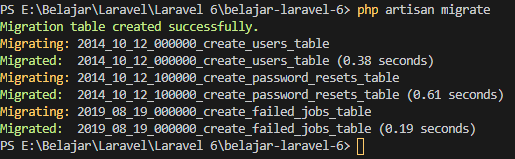 PS E:\Belajar\Laravel\Laravel 6\belajar-laravel-6> php artisan migrate
Migration table created successfully.
Migrating: 2014_10_12_000000_create_users_table
Migrated:  2014_10_12_000000_create_users_table (0.38 seconds)
Migrating: 2014_10_12_100000_create_password_resets_table
Migrated:  2014_10_12_100000_create_password_resets_table (0.61 seconds)
Migrating: 2019_08_19_000000_create_failed_jobs_table
Migrated:  2019_08_19_000000_create_failed_jobs_table (0.19 seconds)
PS E:\Belajar\Laravel\Laravel 6\belajar-laravel-6>